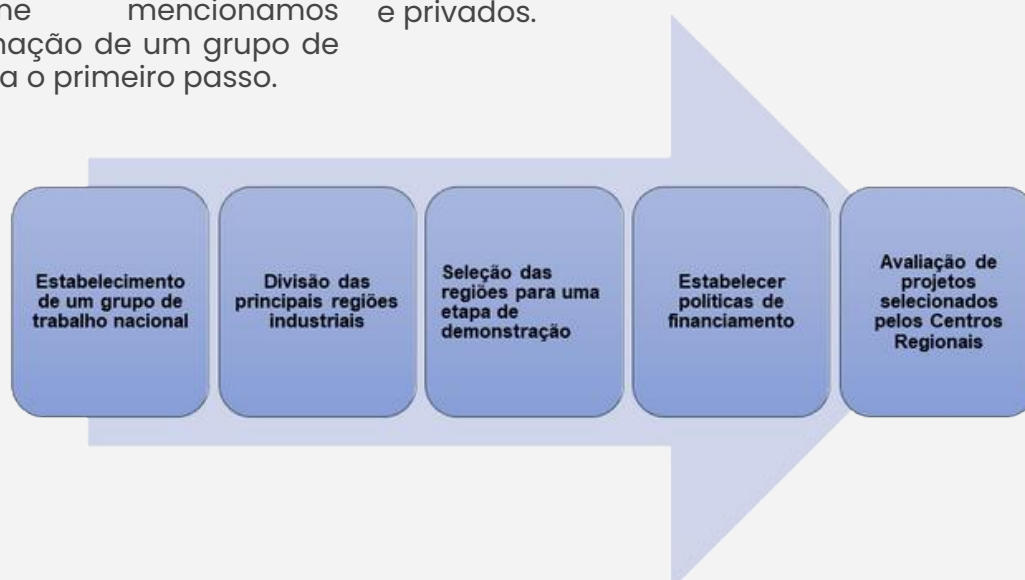 mencionamos
de um grupo de
a o primeiro passo.
e privados.
Estabelecimento
de um grupo de
trabalho nacional
Divisão das
principais regiões
industriais
Seleção das
regiões para uma
etapa de
demonstração
Estabelecer
políticas de
financiamento
Avaliação de
projetos
selecionados
pelos Centros
Regionais